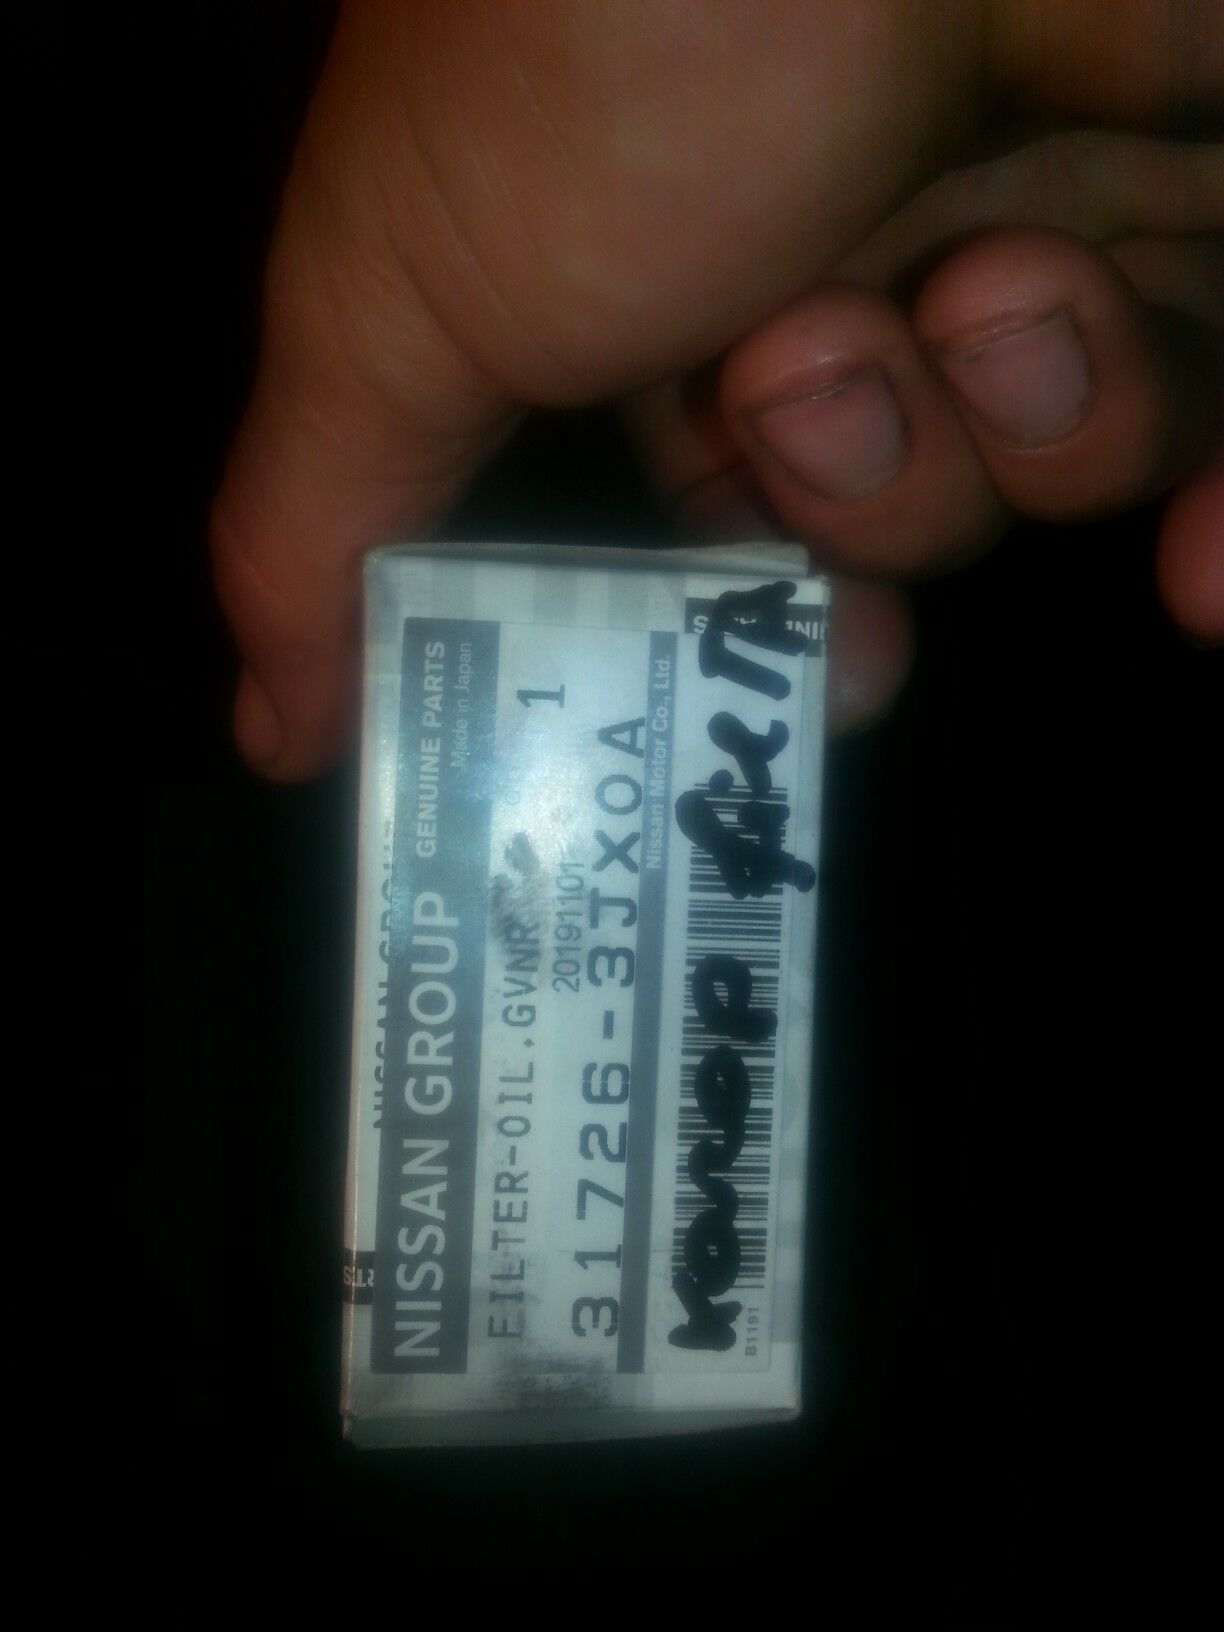 NISSAN GROUP GENUINE PARTS
Made in Japan
FILTER-OIL.GVNR
1
20191101
31726-3JX0A
Nissan Motor Co., Ltd.
B1191